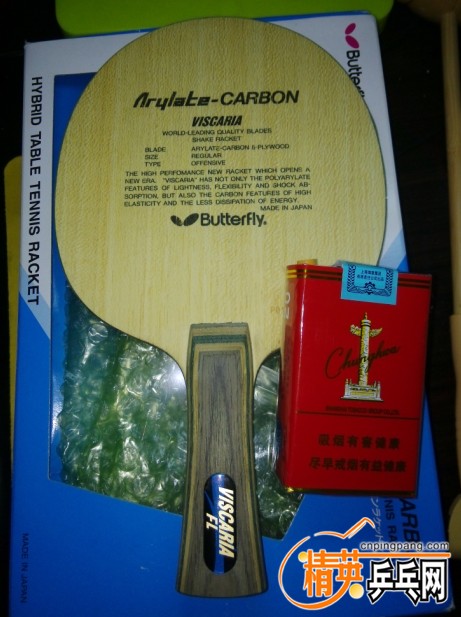 Butterfly
HYBRID TABLE TENNIS RACKET
MADE IN JAPAN
Arylate-CARBON
VISCARIA
WORLD-LEADING QUALITY BLADES
SHAKE RACKET
BLADE ARYLATE-CARBON 5-PLYWOOD
SIZE REGULAR
TYPE OFFENSIVE
THE HIGH PERFOMANCE NEW RACKET WHICH OPENS A
NEW ERA. "VISCARIA" HAS NOT ONLY THE POLYARYLATE
FEATURES OF LIGHTNESS, FLEXIBILITY AND SHOCK AB-
SORPTION, BUT ALSO THE CARBON FEATURES OF HIGH
ELASTICITY AND THE LESS DISSIPATION OF ENERGY.
MADE IN JAPAN
Butterfly
VISCARIA
FL
Chunghwa
吸烟有害健康
尽早戒烟有益健康
cnpingpang.com
精英乒乓网